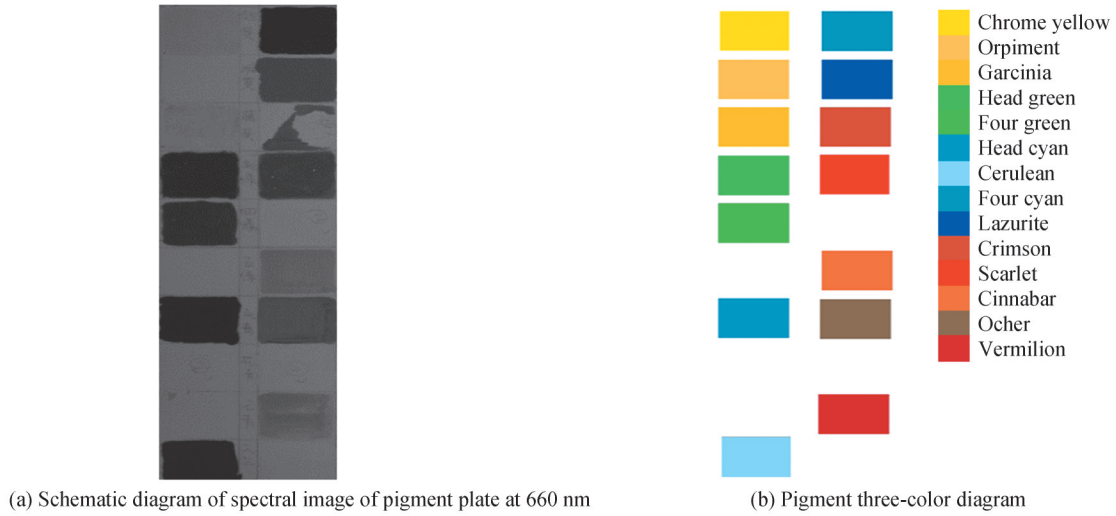 Chrome yellow
Orpiment
Garcinia
Head green
Four green
Head cyan
Cerulean
Four cyan
Lazurite
Crimson
Scarlet
Cinnabar
Ocher
Vermilion
(a) Schematic diagram of spectral image of pigment plate at 660 nm
(b) Pigment three-color diagram